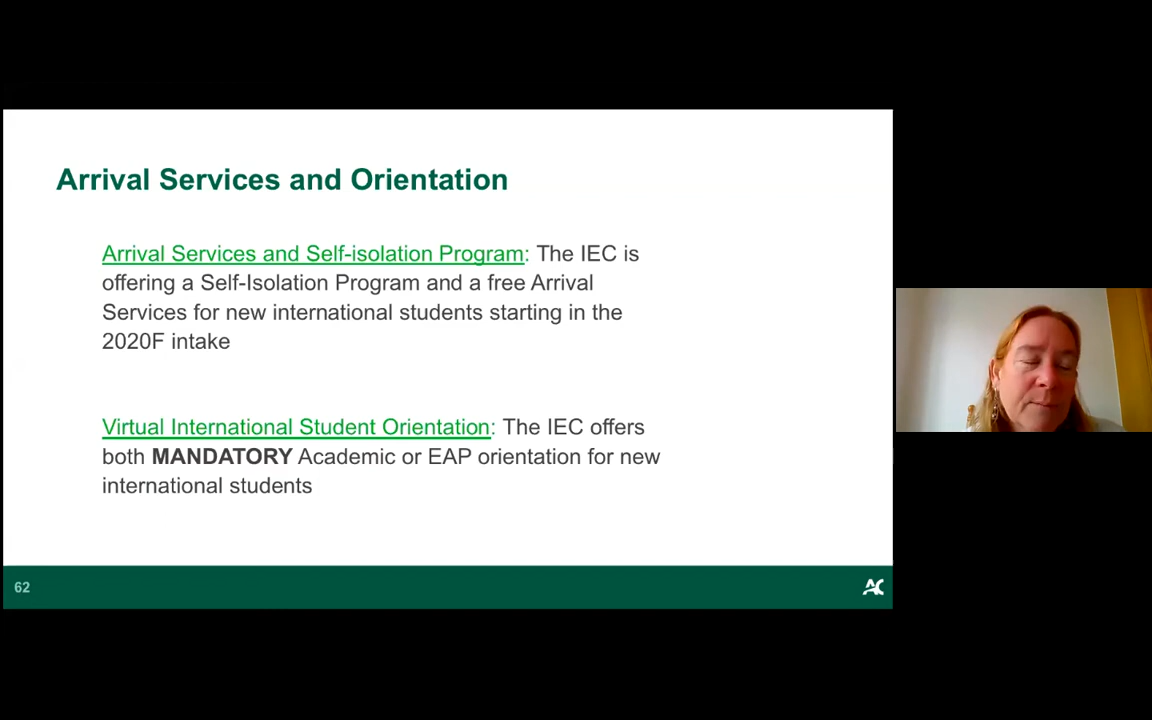 Arrival Services and Orientation
Arrival Services and Self-isolation Program: The IEC is
offering a Self-Isolation Program and a free Arrival
Services for new international students starting in the
2020F intake
Virtual International Student Orientation: The IEC offers
both MANDATORY Academic or EAP orientation for new
international students
62
AC